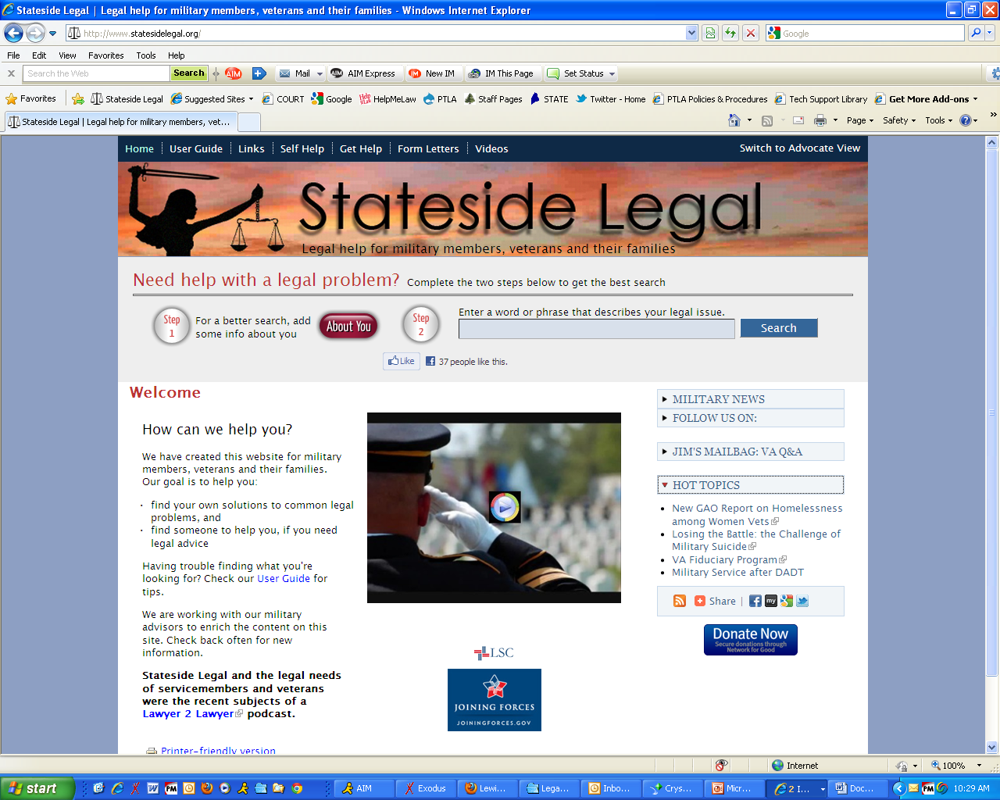 Stateside Legal | Legal help for military members, veterans and their families - Windows Internet Explorer
http://www.statesidelegal.org/
Google
File Edit View Favorites Tools Help
Search the Web Search AIM Mail AIM Express New IM IM This Page Set Status
Favorites Stateside Legal Suggested Sites COURT Google HelpMeLaw PTLA Staff Pages STATE Twitter - Home PTLA Policies & Procedures Tech Support Library Get More Add-ons
Stateside Legal | Legal help for military members, vet...
Page Safety Tools
Home User Guide Links Self Help Get Help Form Letters Videos Switch to Advocate View
Stateside Legal
Legal help for military members, veterans and their families
Need help with a legal problem? Complete the two steps below to get the best search
Step 1
For a better search, add
some info about you
About You
Step 2
Enter a word or phrase that describes your legal issue.
Search
Like 37 people like this.
Welcome
How can we help you?
We have created this website for military
members, veterans and their families.
Our goal is to help you:
· find your own solutions to common legal
problems, and
· find someone to help you, if you need
legal advice
Having trouble finding what you're
looking for? Check our User Guide for
tips.
We are working with our military
advisors to enrich the content on this
site. Check back often for new
information.
Stateside Legal and the legal needs
of servicemembers and veterans
were the recent subjects of a
Lawyer 2 Lawyer podcast.
Printer-friendly version
LSC
JOINING FORCES
JOININGFORCES.GOV
MILITARY NEWS
FOLLOW US ON:
JIM'S MAILBAG: VA Q&A
HOT TOPICS
• New GAO Report on Homelessness
among Women Vets
• Losing the Battle: the Challenge of
Military Suicide
• VA Fiduciary Program
• Military Service after DADT
Share | my
Donate Now
Secure donations through
Network for Good
Internet 100%
start PM AIM Exodus Lewi... Lega... Inbo... Crys... Micr... 2 I... Doc... PM 10:29 AM